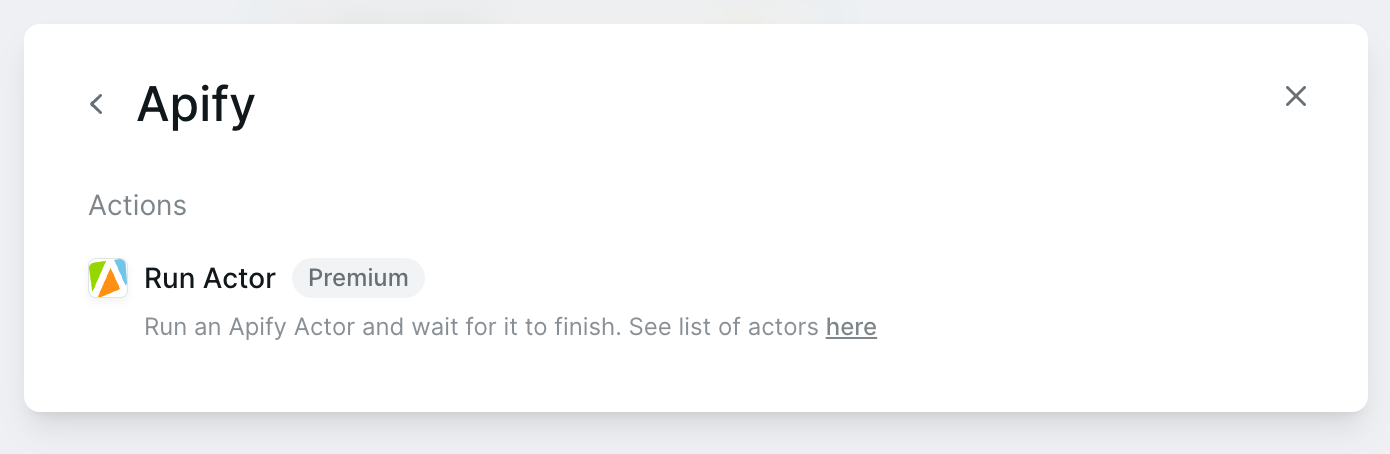 Apify
Actions
Run Actor Premium
Run an Apify Actor and wait for it to finish. See list of actors here